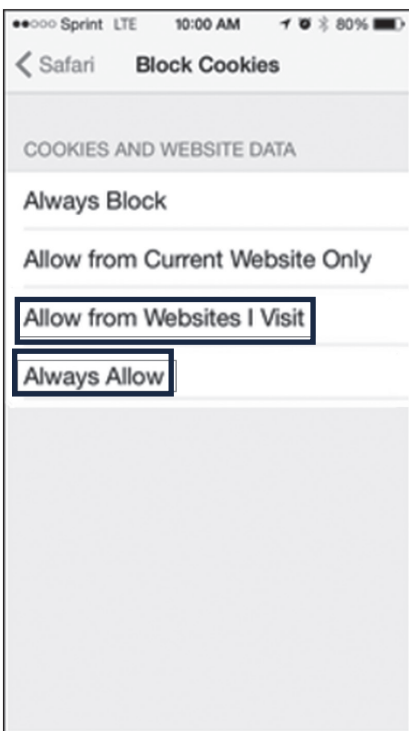 Sprint LTE 10:00 AM 80%
Safari Block Cookies
COOKIES AND WEBSITE DATA
Always Block
Allow from Current Website Only
Allow from Websites I Visit
Always Allow